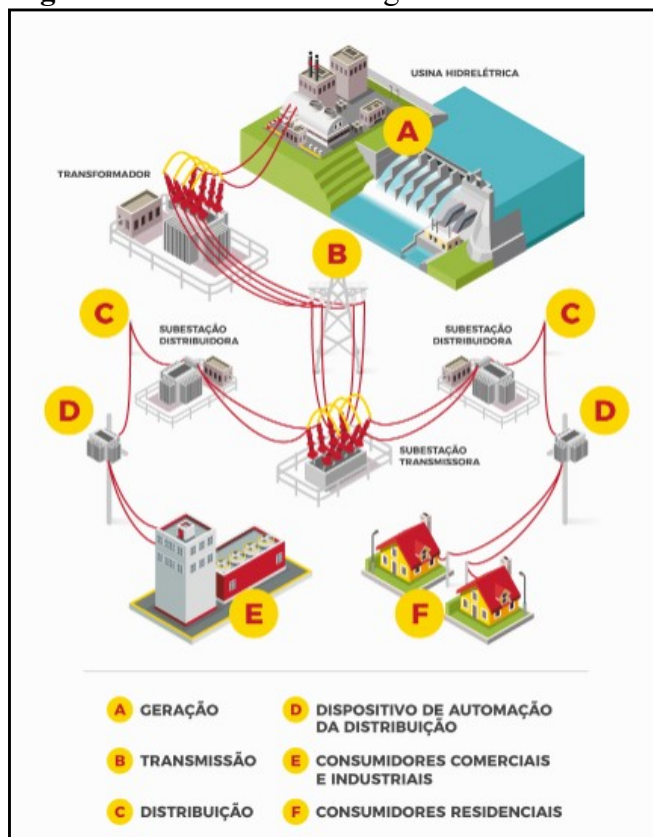 USINA HIDRELÉTRICA
A
TRANSFORMADOR
B
C
SUBESTAÇÃO
DISTRIBUIDORA
SUBESTAÇÃO
DISTRIBUIDORA
C
D
D
SUBESTAÇÃO
TRANSMISSORA
E
F
A GERAÇÃO
D DISPOSITIVO DE AUTOMAÇÃO
DA DISTRIBUIÇÃO
B TRANSMISSÃO
E CONSUMIDORES COMERCIAIS
E INDUSTRIAIS
C DISTRIBUIÇÃO
F CONSUMIDORES RESIDENCIAIS